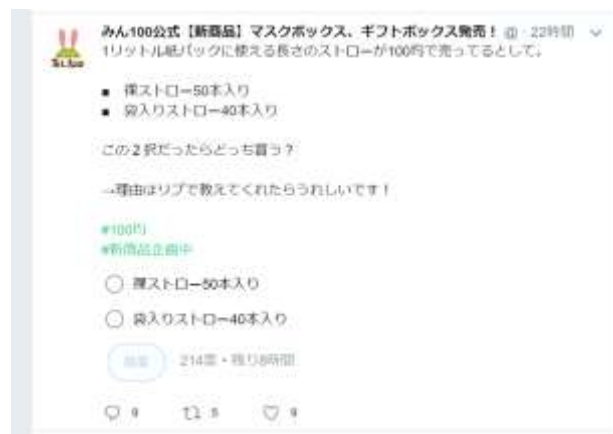 みん100公式【新商品】マスクボックス、ギフトボックス発売! @ · 22時間
1リットル紙パックに使える長さのストローが100円で売ってるとして、
▪ 裸ストロー50本入り
▪ 袋入りストロー40本入り
この2択だったらどっち買う?
→理由はリプで教えてくれたらうれしいです!
#100円
#新商品企画中
裸ストロー50本入り
袋入りストロー40本入り
214票・残り8時間
9 5 9